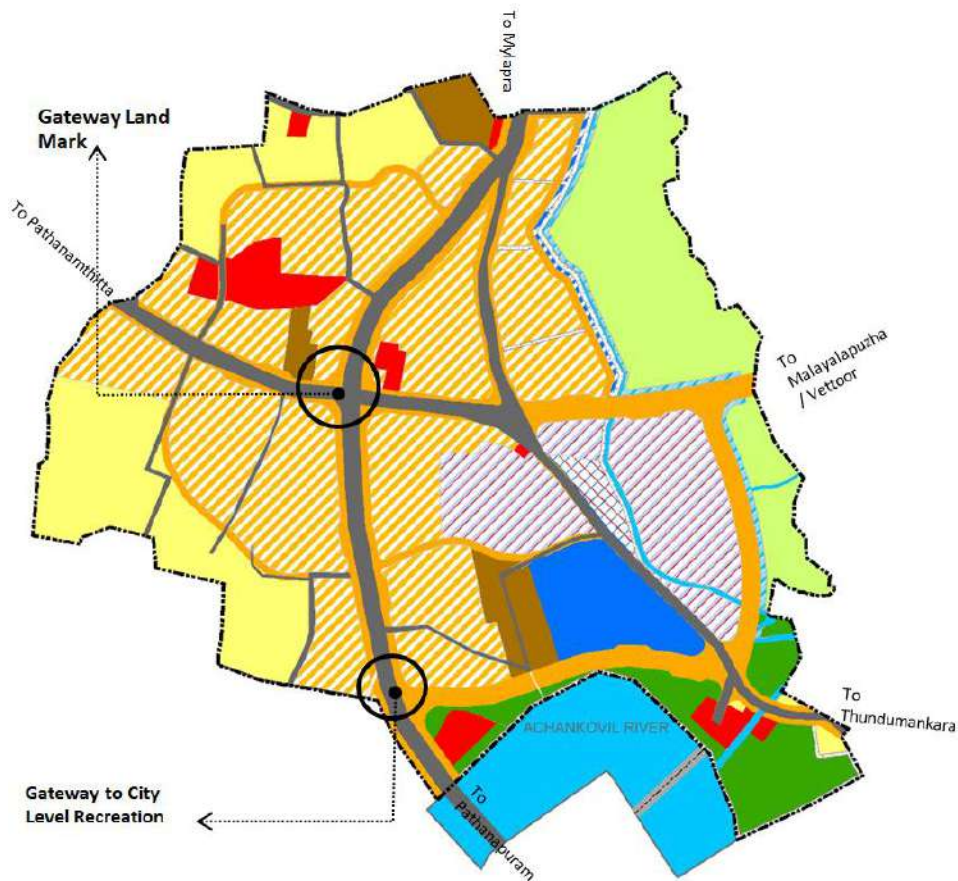 To Mylapra
Gateway Land
Mark
To Pathanamthitta
To
Malayalapuzha
/ Vettoor
To
Thundumankara
ACHANKOVIL RIVER
Gateway to City
Level Recreation
To
Pathanapuram